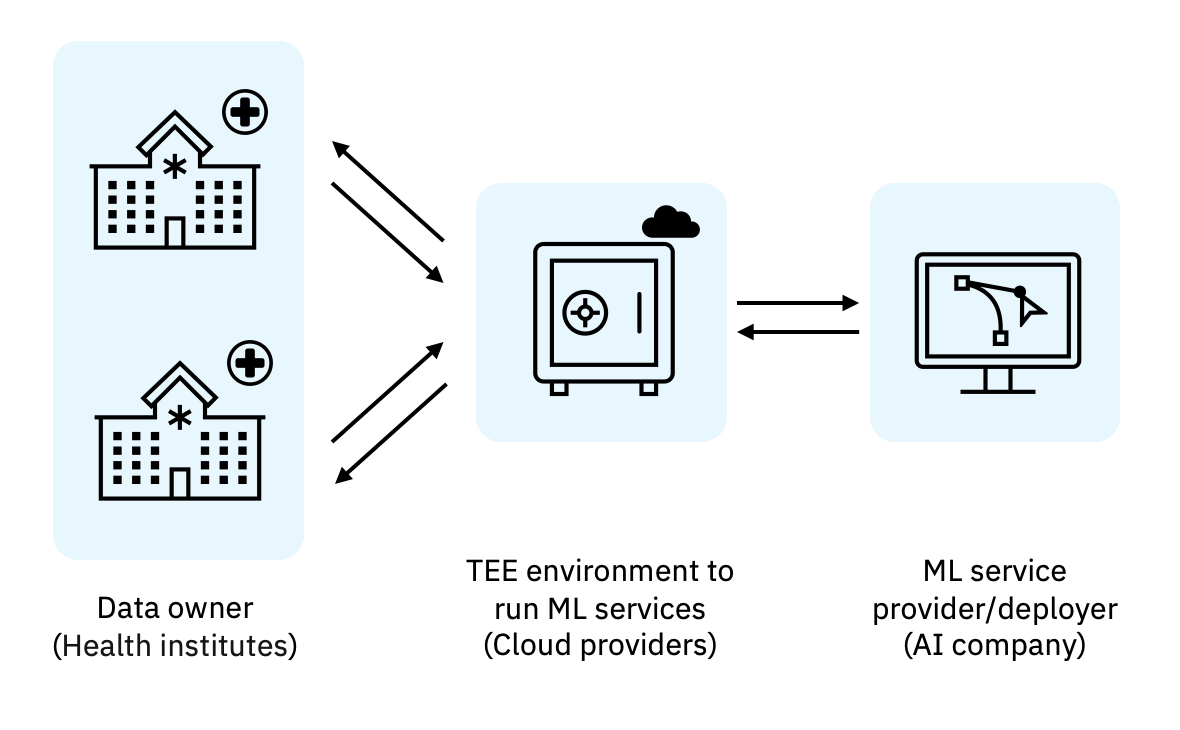 Data owner
(Health institutes)
TEE environment to
run ML services
(Cloud providers)
ML service
provider/deployer
(AI company)